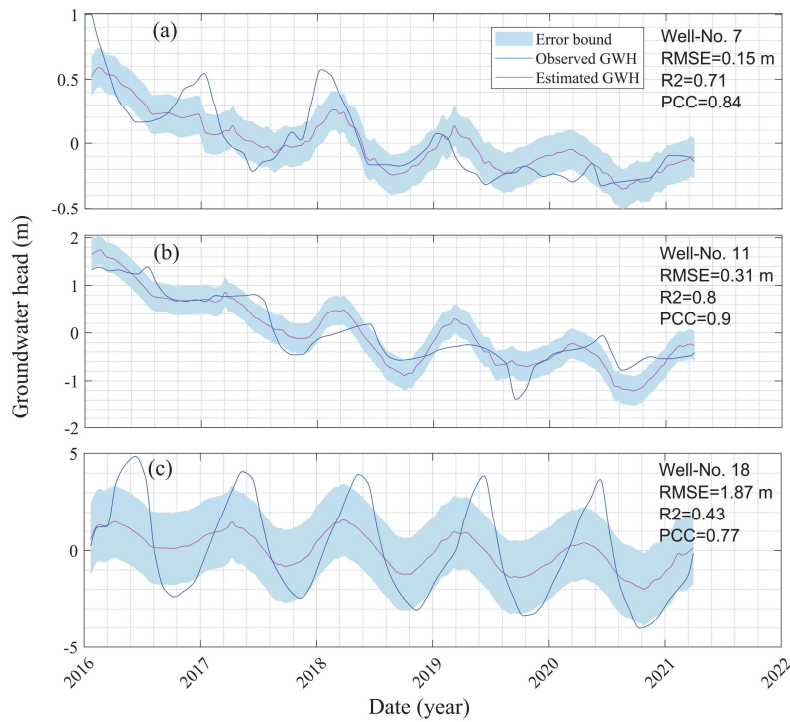 (a)
Error bound
Observed GWH
Estimated GWH
Well-No. 7
RMSE=0.15 m
R2=0.71
PCC=0.84
1
0.5
0
-0.5
Groundwater head (m)
(b)
Well-No. 11
RMSE=0.31 m
R2=0.8
PCC=0.9
2
1
0
-1
-2
(c)
Well-No. 18
RMSE=1.87 m
R2=0.43
PCC=0.77
5
0
-5
2016
2017
2018
2019
2020
2021
2022
Date (year)